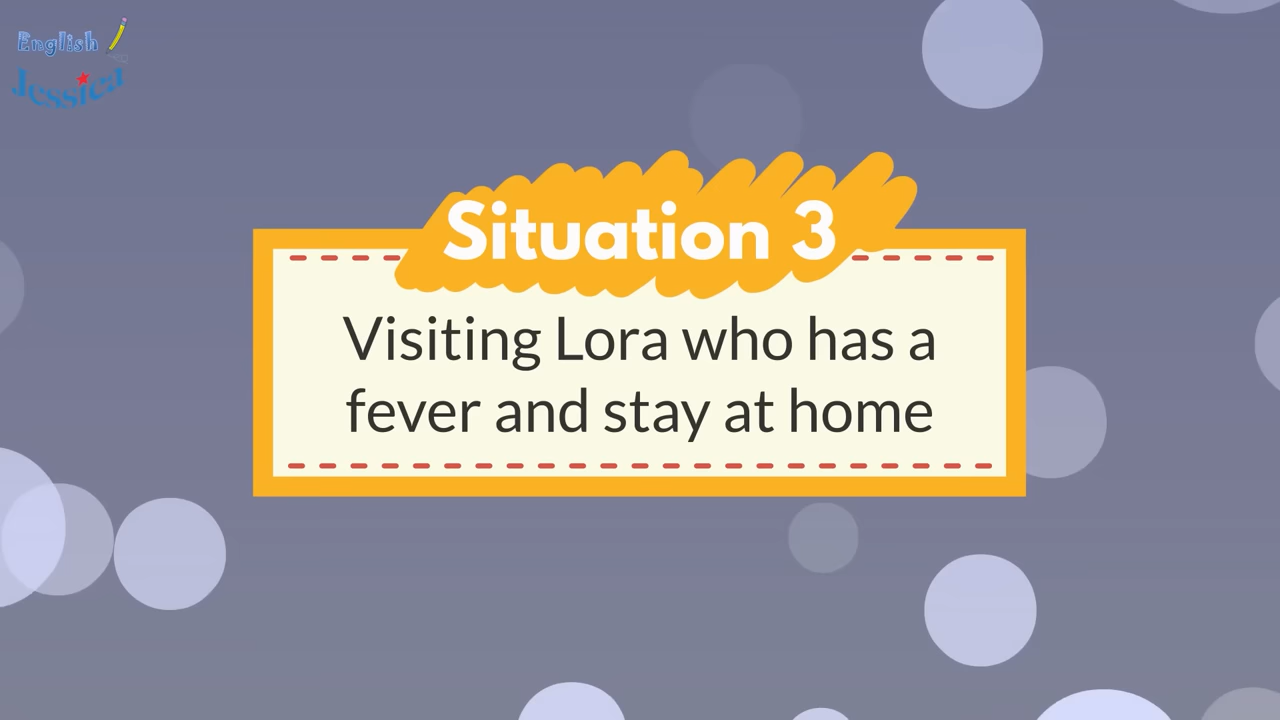 English
Jessica
Situation 3
Visiting Lora who has a
fever and stay at home